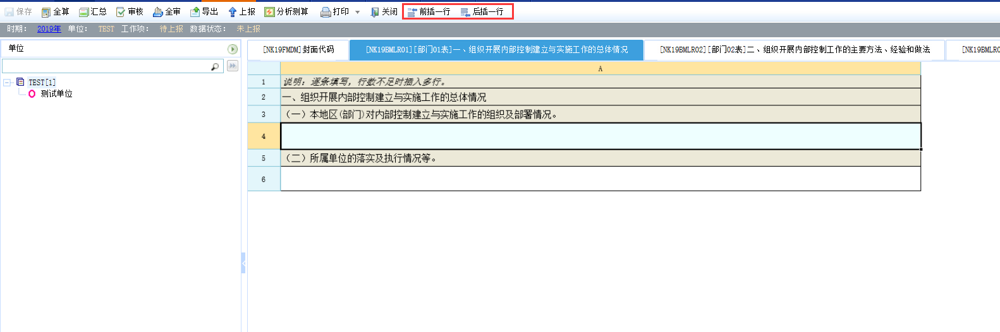 保存 全算 汇总 审核 全审 导出 上报 分析测算 打印 关闭 前插一行 后插一行
时期： 2019年 单位： TEST 工作项： 待上报 数据状态： 未上报
单位
TEST[1]
测试单位
[NK19FMDM]封面代码 [NK19BMLR01][部门01表]一、组织开展内部控制建立与实施工作的总体情况 [NK19BMLR02][部门02表]二、组织开展内部控制工作的主要方法、经验和做法 [NK19BMLR0
A
1 说明：逐条填写，行数不足时插入多行。
2 一、组织开展内部控制建立与实施工作的总体情况
3 （一）本地区(部门)对内部控制建立与实施工作的组织及部署情况。
4
5 （二）所属单位的落实及执行情况等。
6